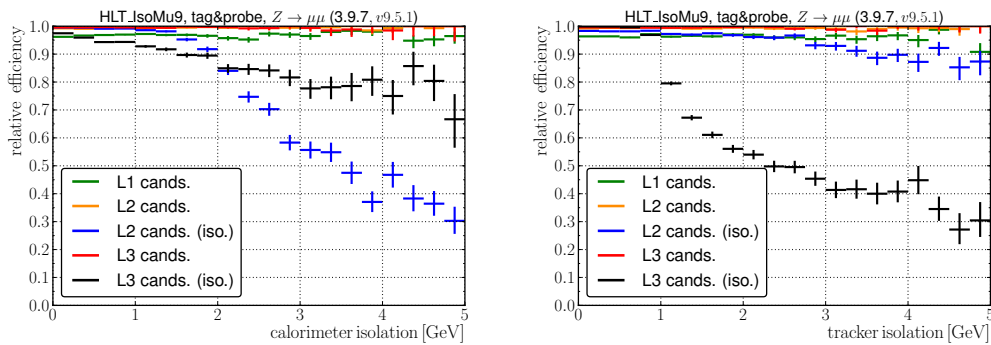 HLT_IsoMu9, tag&probe, Z → μμ (3.9.7, v9.5.1)
relative efficiency
1.0
0.9
0.8
0.7
0.6
0.5
0.4
0.3
0.2
0.1
0.0
L1 cands.
L2 cands.
L2 cands. (iso.)
L3 cands.
L3 cands. (iso.)
0 1 2 3 4 5
calorimeter isolation [GeV]
HLT_IsoMu9, tag&probe, Z → μμ (3.9.7, v9.5.1)
relative efficiency
1.0
0.9
0.8
0.7
0.6
0.5
0.4
0.3
0.2
0.1
0.0
L1 cands.
L2 cands.
L2 cands. (iso.)
L3 cands.
L3 cands. (iso.)
0 1 2 3 4 5
tracker isolation [GeV]